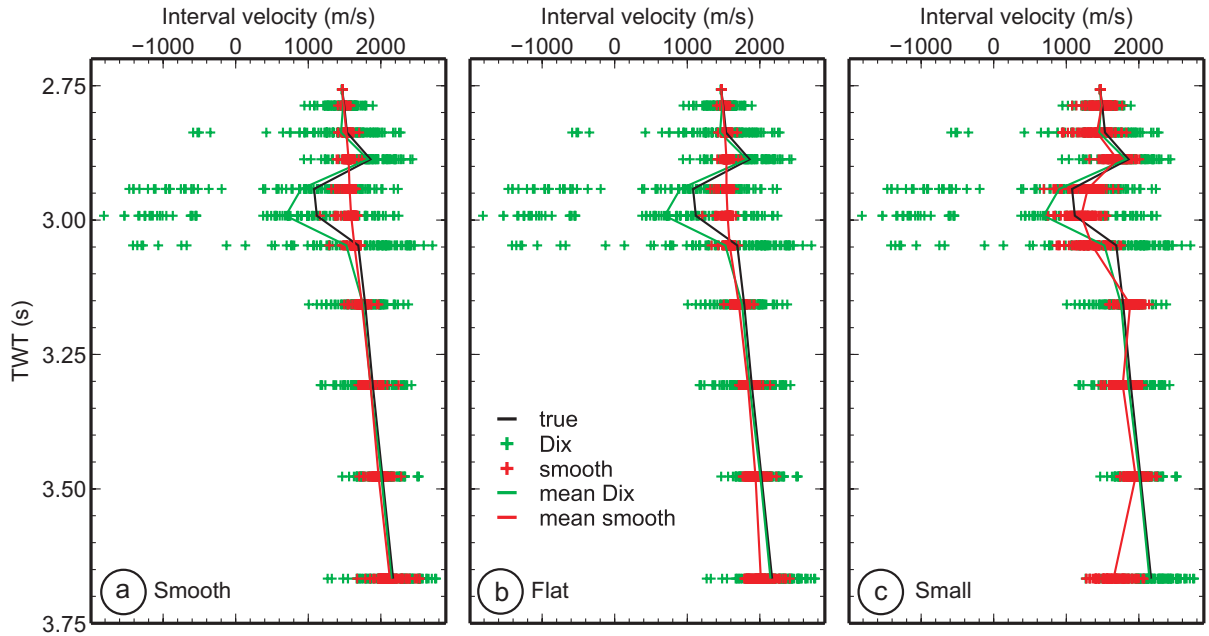 Interval velocity (m/s) Interval velocity (m/s) Interval velocity (m/s)
−1000 0 1000 2000 −1000 0 1000 2000 −1000 0 1000 2000
2.75
3.00
3.25
3.50
3.75
TWT (s)
true
Dix
smooth
mean Dix
mean smooth
a Smooth
b Flat
c Small